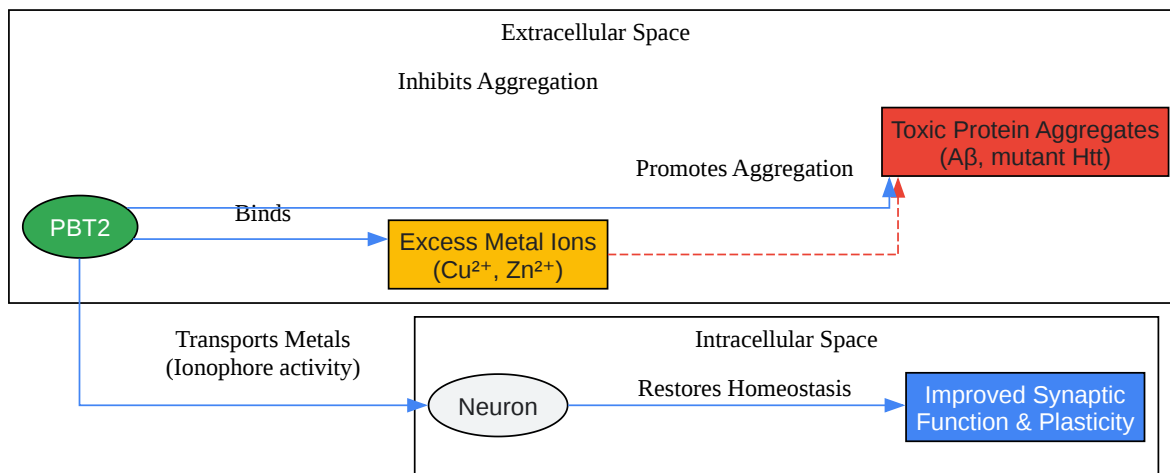 Extracellular Space
Inhibits Aggregation
Toxic Protein Aggregates
(Aβ, mutant Htt)
Promotes Aggregation
Binds
PBT2
Excess Metal Ions
(Cu²⁺, Zn²⁺)
Transports Metals
(Ionophore activity)
Intracellular Space
Neuron
Restores Homeostasis
Improved Synaptic
Function & Plasticity